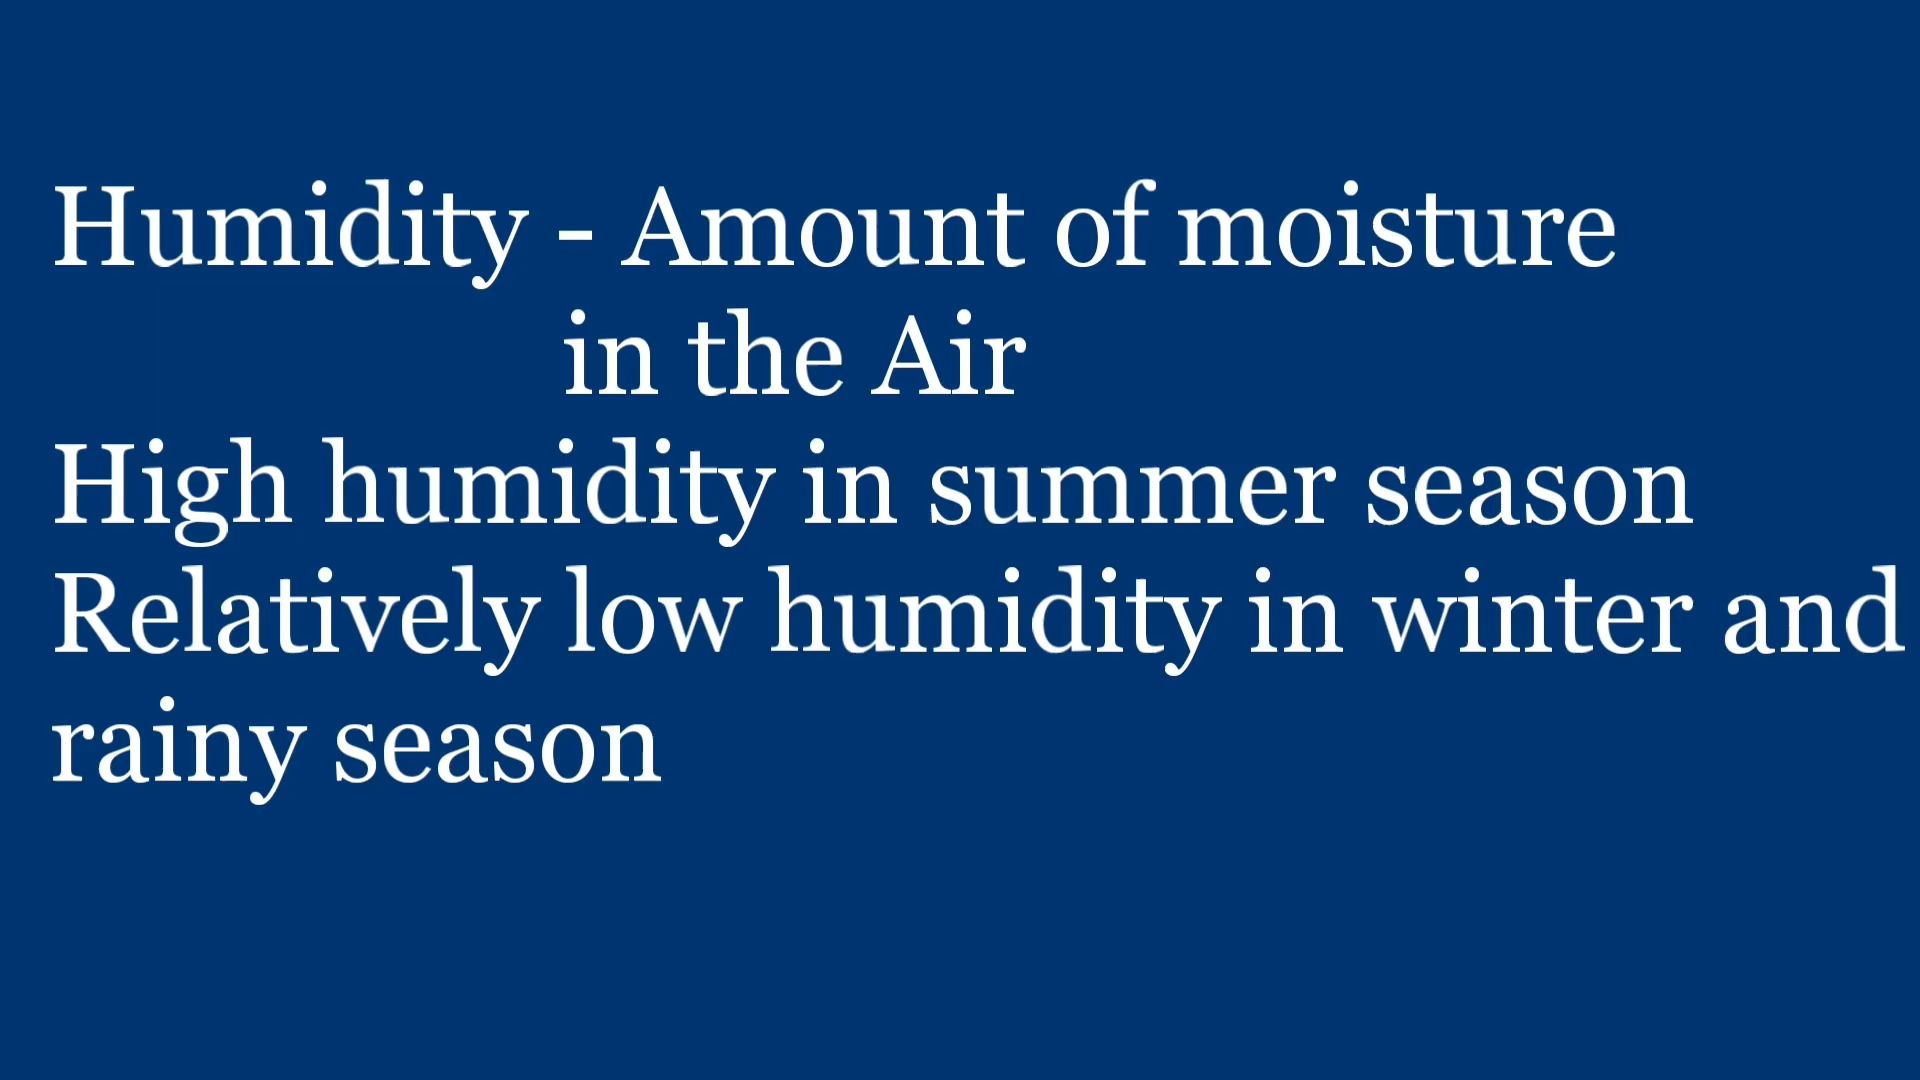 Humidity - Amount of moisture
in the Air
High humidity in summer season
Relatively low humidity in winter and
rainy season